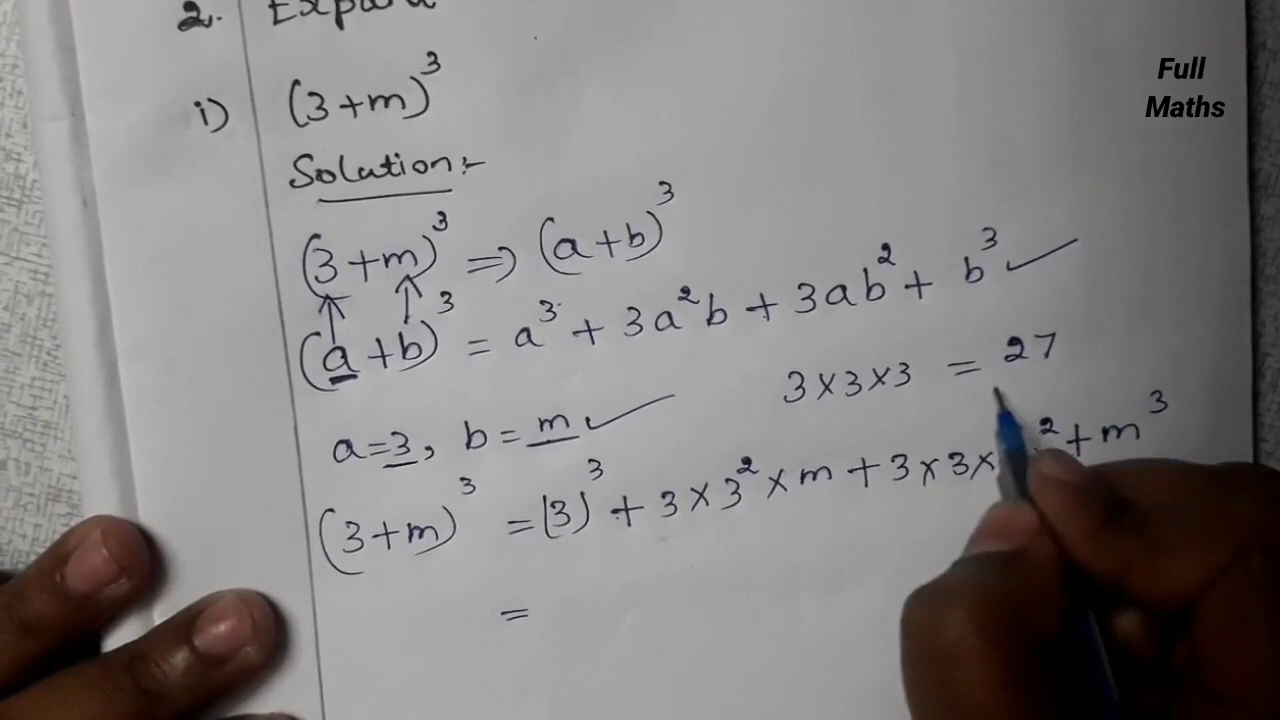 2.
i) (3+m)³
Solution:-
(3+m)³ ⇒ (a+b)³
(a+b)³ = a³ + 3a²b + 3ab² + b³ ✓
3×3×3 = 27
a=3, b=m ✓
(3+m)³ = (3)³ + 3×3²×m + 3×3× ² + m³
=
Full
Maths